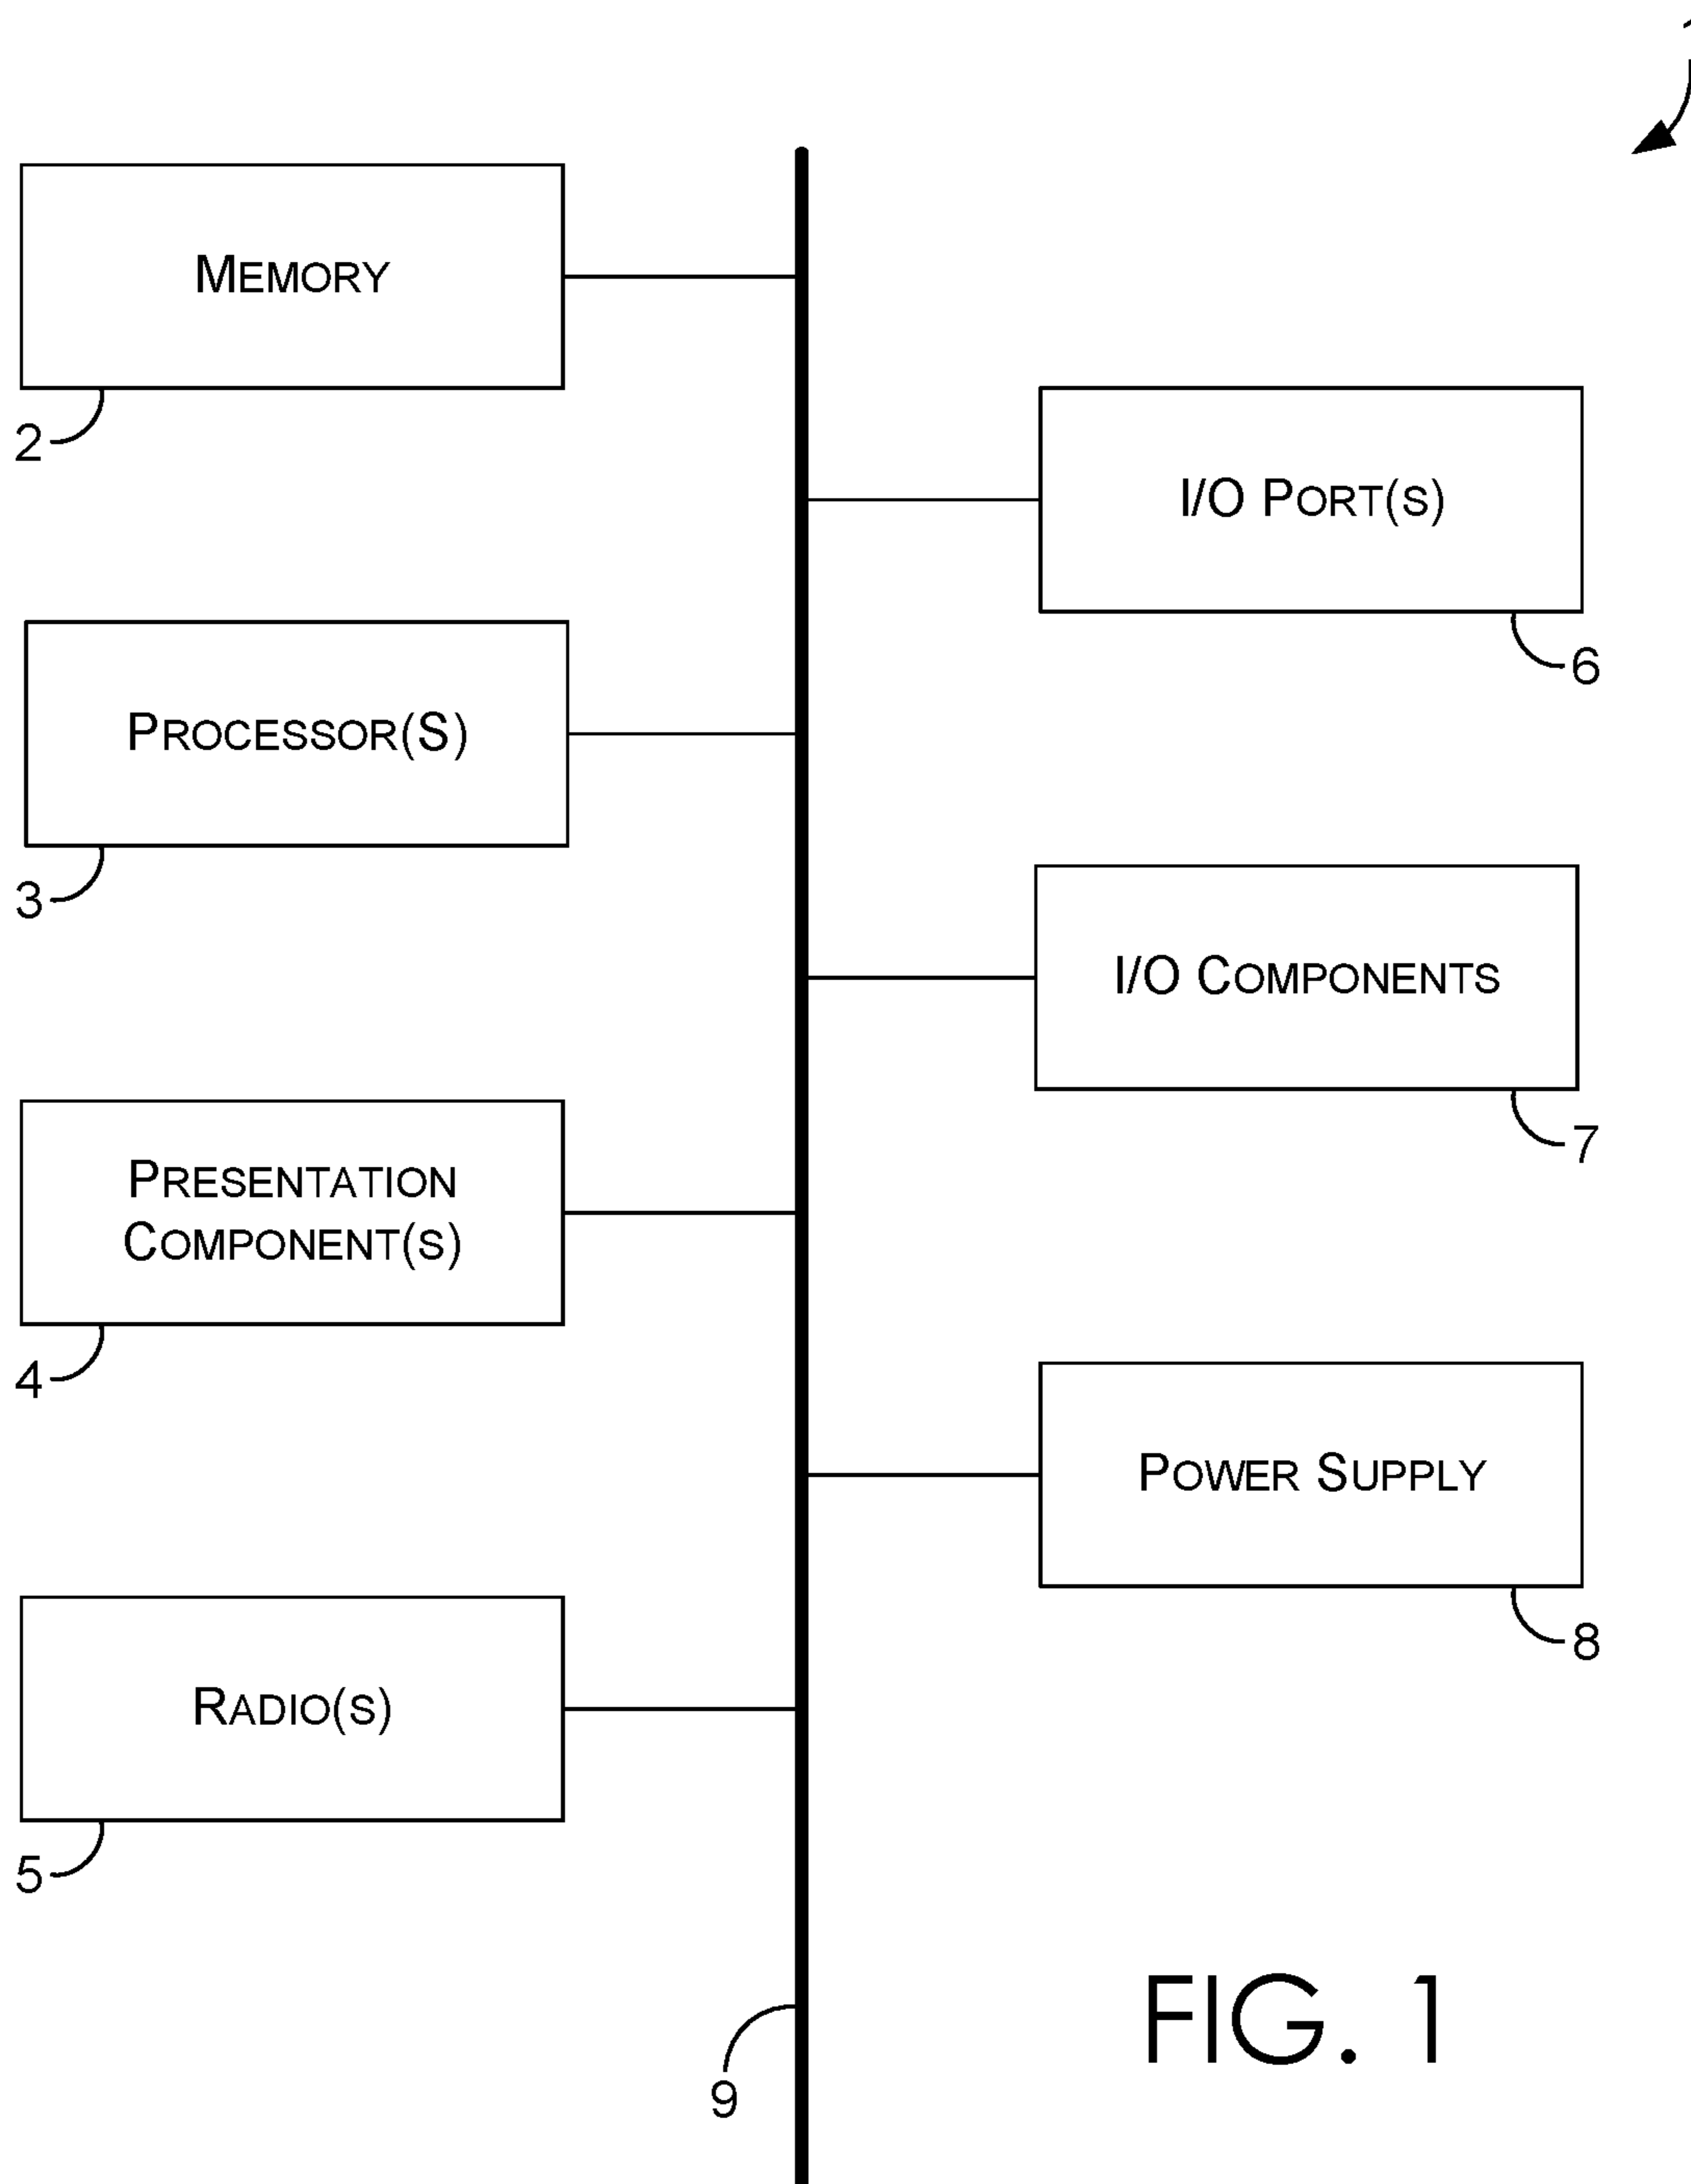 MEMORY
2
I/O PORT(S)
6
PROCESSOR(S)
3
I/O COMPONENTS
7
PRESENTATION
COMPONENT(S)
4
POWER SUPPLY
8
RADIO(S)
5
9
FIG. 1